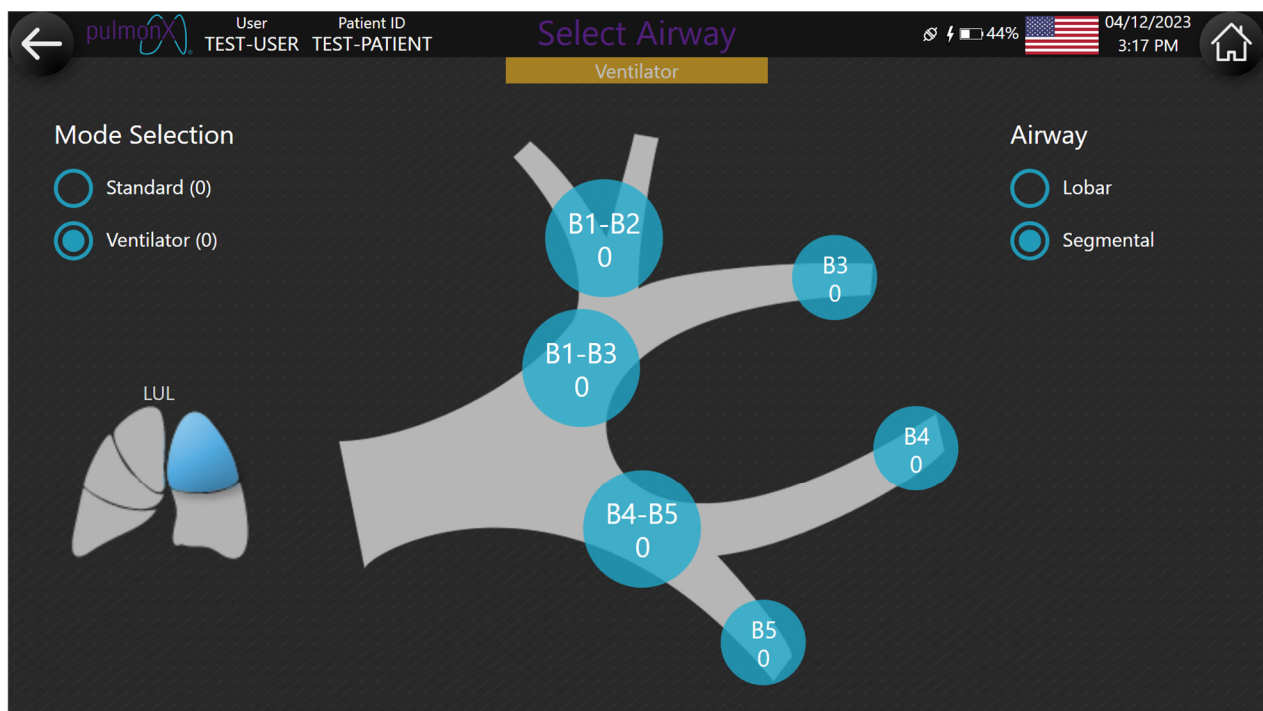 pulmonX®
User
TEST-USER
Patient ID
TEST-PATIENT
Select Airway
44%
04/12/2023
3:17 PM
Ventilator
Mode Selection
Standard (0)
Ventilator (0)
Airway
Lobar
Segmental
B1-B2
0
B3
0
B1-B3
0
LUL
B4
0
B4-B5
0
B5
0